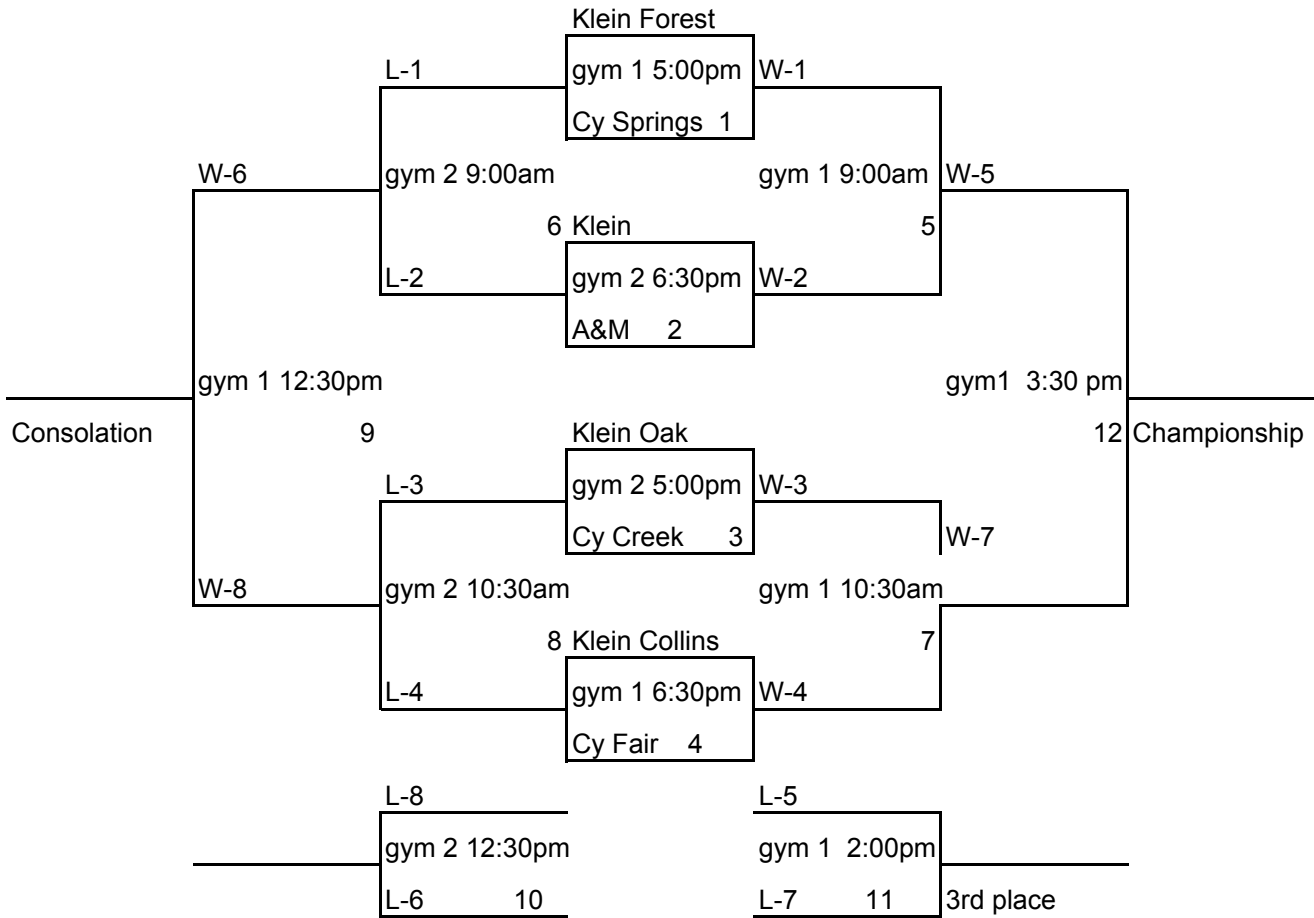 Klein Forest
L-1 gym 1 5:00pm W-1
Cy Springs 1
W-6 gym 2 9:00am gym 1 9:00am W-5
6 Klein 5
L-2 gym 2 6:30pm W-2
A&M 2
gym 1 12:30pm gym1 3:30 pm
Consolation 9 Klein Oak 12 Championship
L-3 gym 2 5:00pm W-3
Cy Creek 3 W-7
W-8 gym 2 10:30am gym 1 10:30am
8 Klein Collins 7
L-4 gym 1 6:30pm W-4
Cy Fair 4
L-8 L-5
gym 2 12:30pm gym 1 2:00pm
L-6 10 L-7 11 3rd place